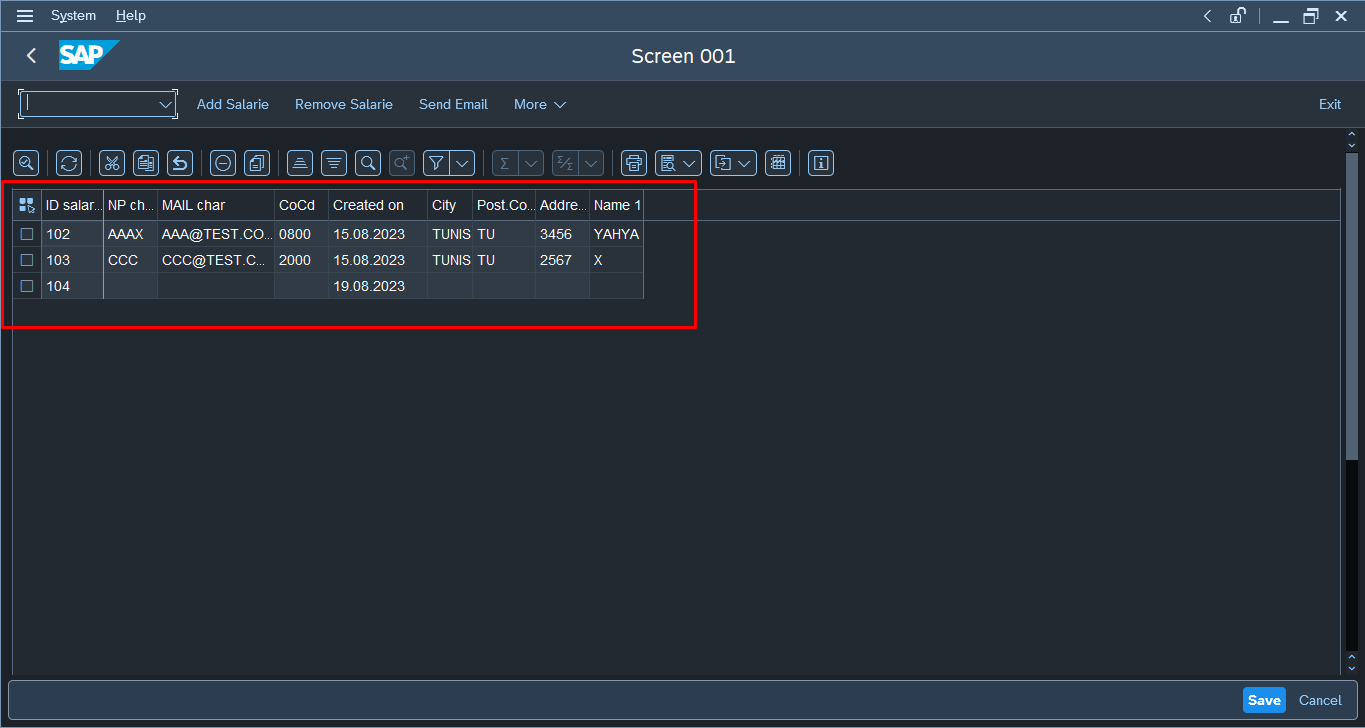 System Help
SAP Screen 001
Add Salarie Remove Salarie Send Email More Exit
ID salar... NP ch... MAIL char CoCd Created on City Post.Co... Addre... Name 1
102 AAAX AAA@TEST.CO... 0800 15.08.2023 TUNIS TU 3456 YAHYA
103 CCC CCC@TEST.C... 2000 15.08.2023 TUNIS TU 2567 X
104 19.08.2023
Save Cancel